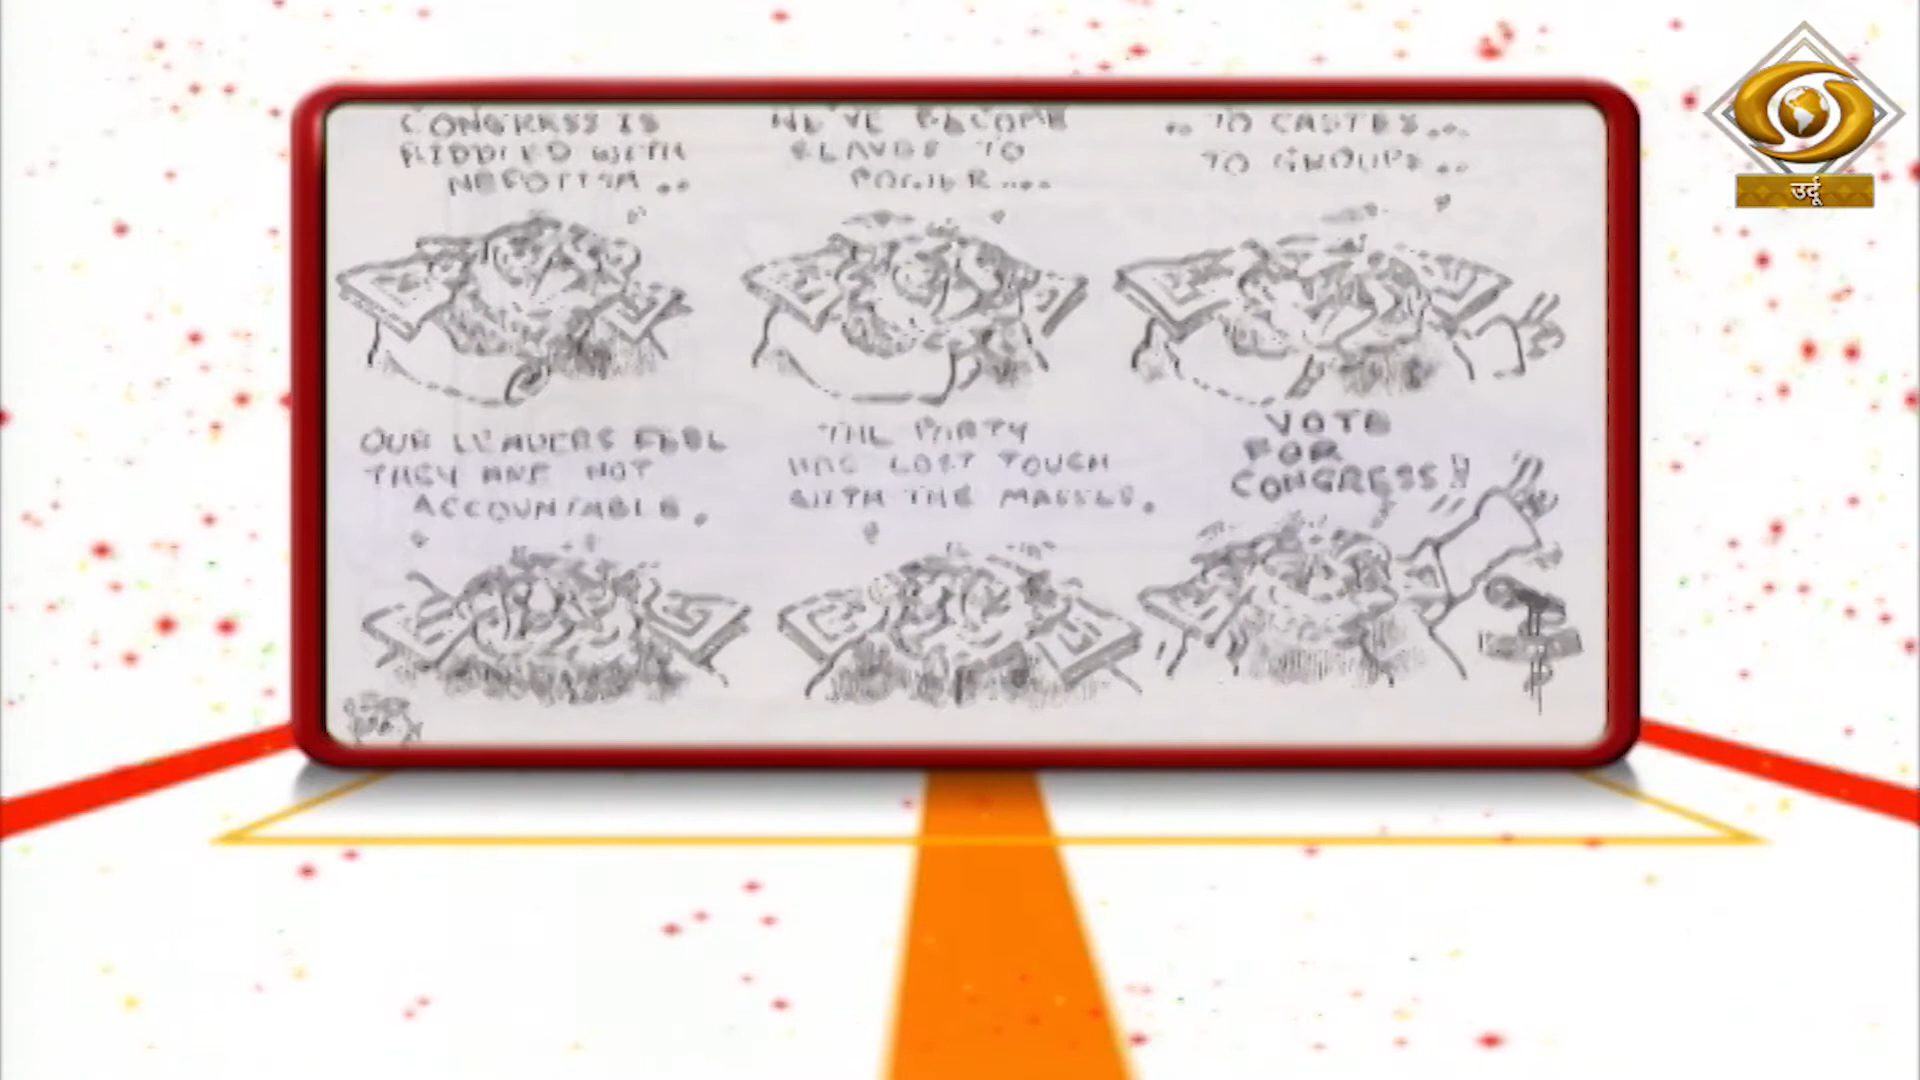 CONGRESS IS
RIDDLED WITH
NEPOTISM ..
WE'VE BECOME
SLAVES TO
POWER ....
.. TO CASTES ...
TO GROUPS ..
OUR LEADERS FEEL
THEY ARE NOT
ACCOUNTABLE.
THE PARTY
HAS LOST TOUCH
WITH THE MASSES.
VOTE
FOR
CONGRESS!!
उर्दू